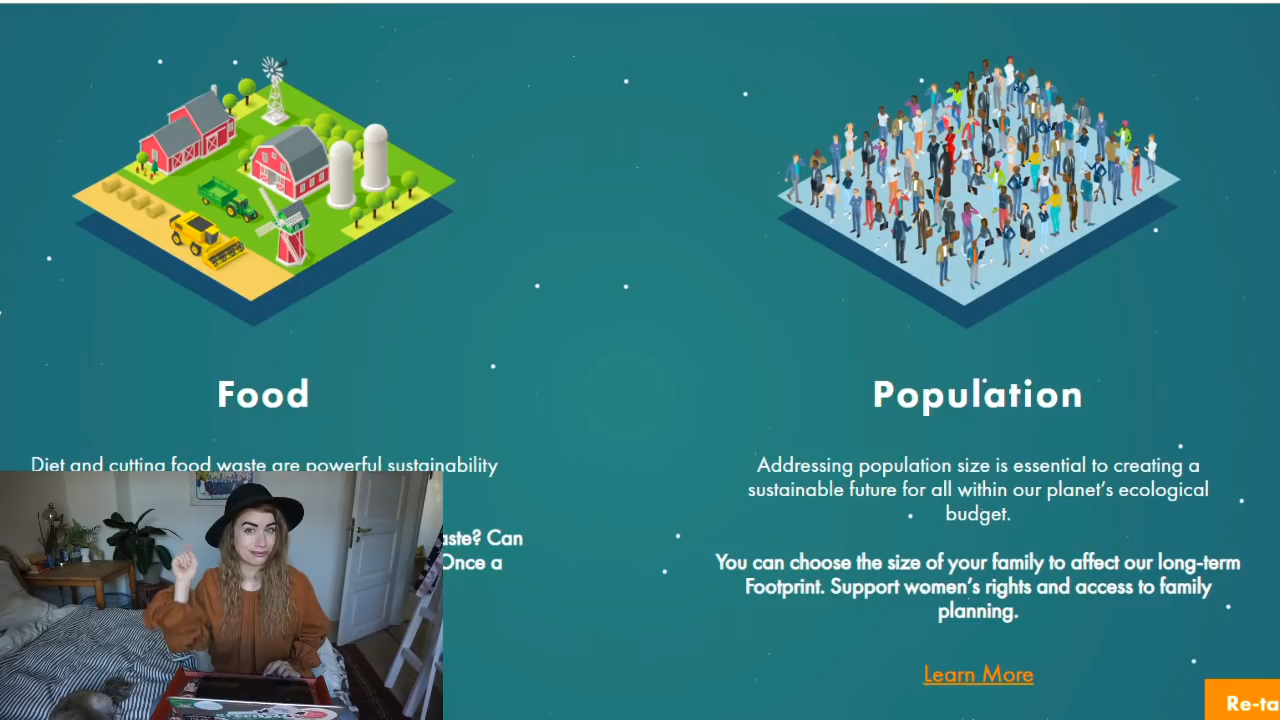 Food
Diet and cutting food waste are powerful sustainability
aste? Can
Once a
Population
Addressing population size is essential to creating a
sustainable future for all within our planet's ecological
budget.
You can choose the size of your family to affect our long-term
Footprint. Support women's rights and access to family
planning.
Learn More
Re-ta